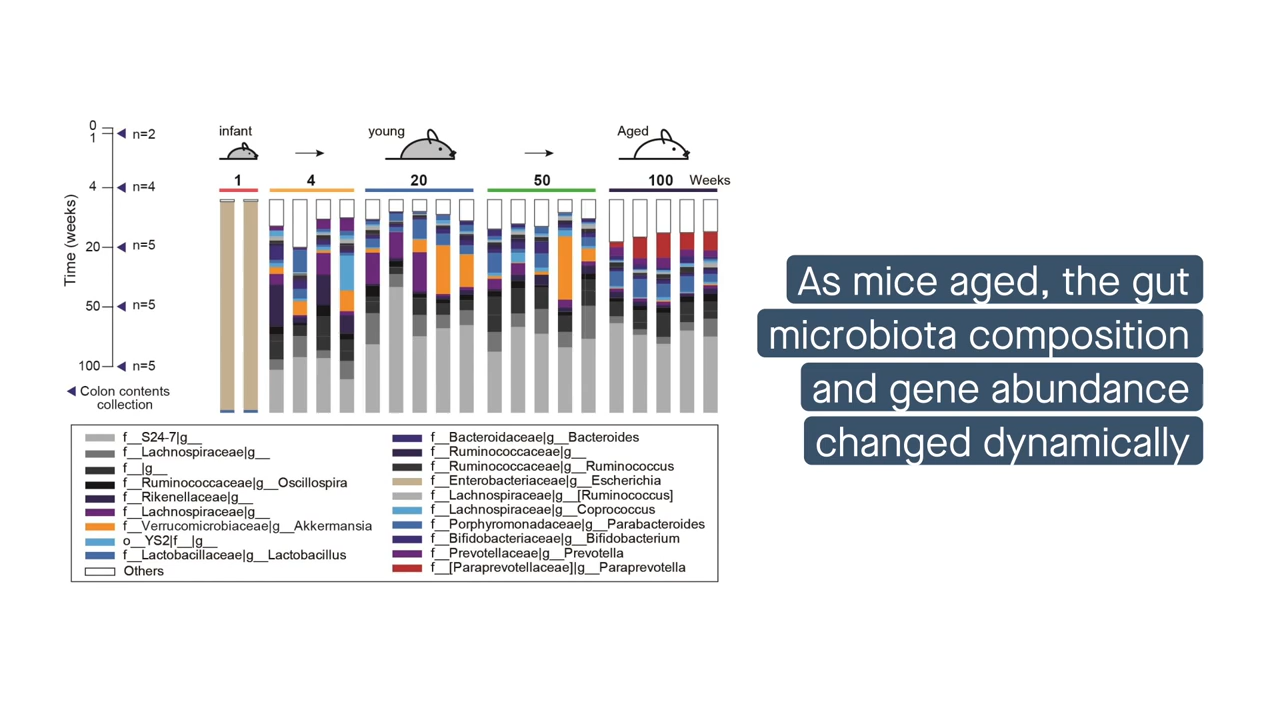 0
1
4
20
50
100
Time (weeks)
n=2
n=4
n=5
n=5
n=5
Colon contents
collection
infant
young
Aged
1
4
20
50
100
Weeks
f__S24-7|g__
f__Lachnospiraceae|g__
f__|g__
f__Ruminococcaceae|g__Oscillospira
f__Rikenellaceae|g__
f__Lachnospiraceae|g__
f__Verrucomicrobiaceae|g__Akkermansia
o__YS2|f__|g__
f__Lactobacillaceae|g__Lactobacillus
Others
f__Bacteroidaceae|g__Bacteroides
f__Ruminococcaceae|g__
f__Ruminococcaceae|g__Ruminococcus
f__Enterobacteriaceae|g__Escherichia
f__Lachnospiraceae|g__[Ruminococcus]
f__Lachnospiraceae|g__Coprococcus
f__Porphyromonadaceae|g__Parabacteroides
f__Bifidobacteriaceae|g__Bifidobacterium
f__Prevotellaceae|g__Prevotella
f__[Paraprevotellaceae]|g__Paraprevotella
As mice aged, the gut
microbiota composition
and gene abundance
changed dynamically